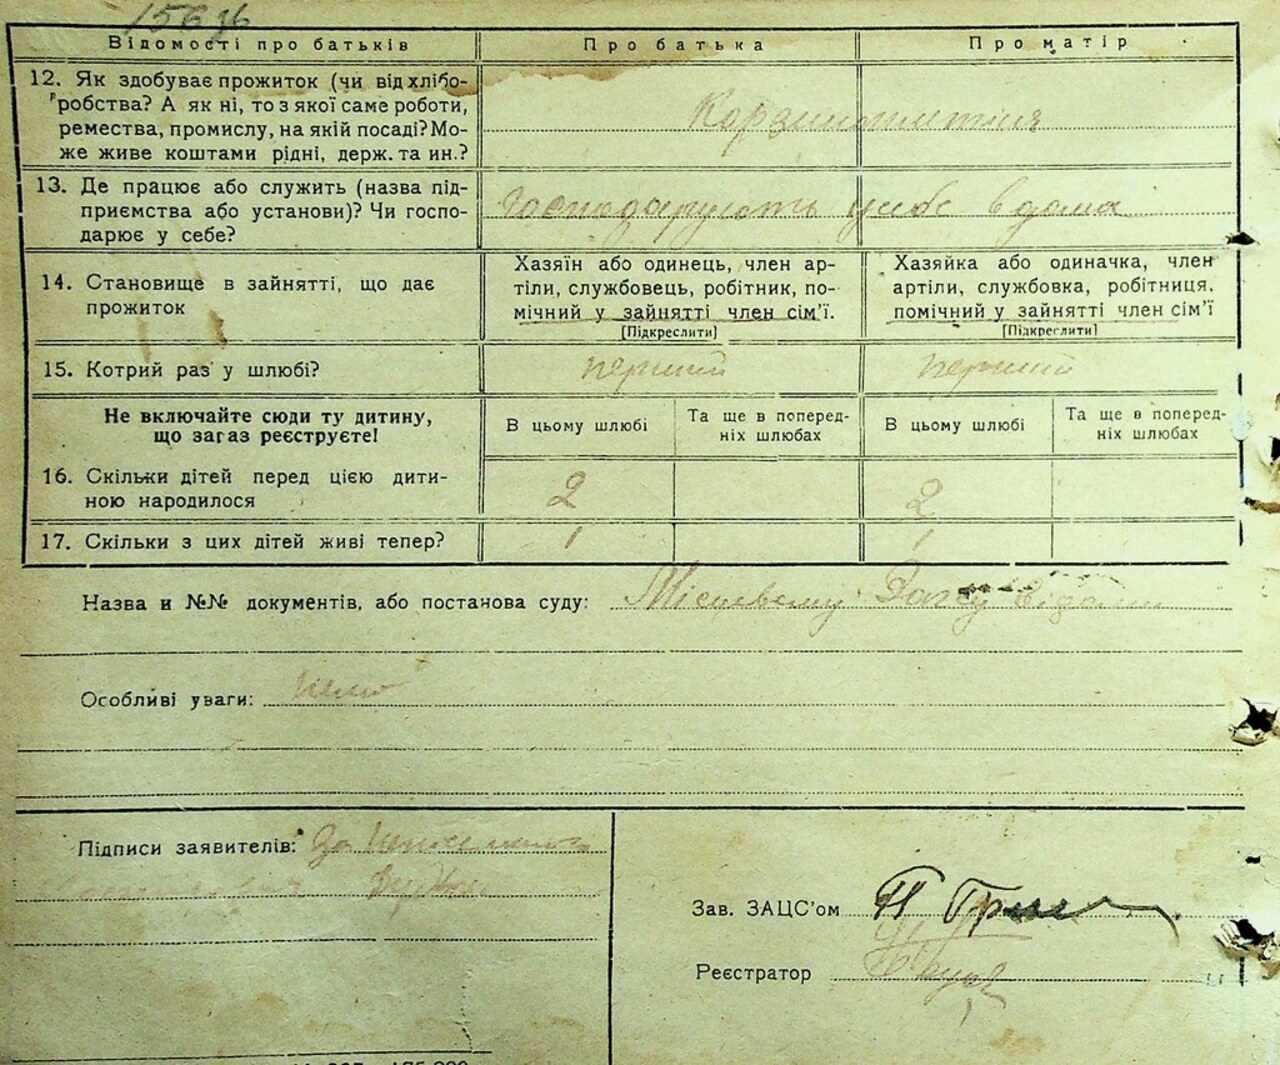 Відомості про батьків
Про батька
Про матір
12. Як здобуває прожиток (чи від хлібо-
робства? А як ні, то з якої саме роботи,
ремества, промислу, на якій посаді? Мо-
же живе коштами рідні, держ. та ин.?
13. Де працює або служить (назва під-
приємства або установи)? Чи госпо-
дарює у себе?
Господарують у себе вдома
14. Становище в зайнятті, що дає
прожиток
Хазяїн або одинець, член ар-
тіли, службовець, робітник, по-
мічний у зайнятті член сім'ї.
[Підкреслити]
Хазяйка або одиначка, член
артіли, службовка, робітниця,
помічний у зайнятті член сім'ї
[Підкреслити]
15. Котрий раз у шлюбі?
перший
перший
Не включайте сюди ту дитину,
що зараз реєструєте!
В цьому шлюбі
Та ще в поперед-
ніх шлюбах
В цьому шлюбі
Та ще в поперед-
ніх шлюбах
16. Скільки дітей перед цією дити-
ною народилося
2
2
17. Скільки з цих дітей живі тепер?
1
1
Назва и №№ документів, або постанова суду: Місцевому Загсу відомі
Особливі уваги:
Підписи заявителів: За
Зав. ЗАЦС'ом
Реєстратор